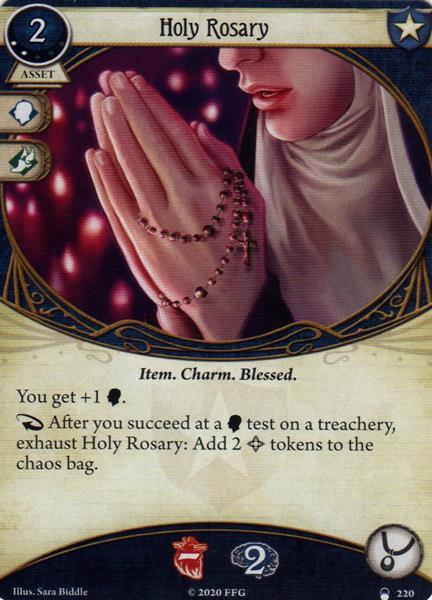 Holy Rosary
2
ASSET
Item. Charm. Blessed.
You get +1 .
After you succeed at a test on a treachery,
exhaust Holy Rosary: Add 2 tokens to the
chaos bag.
– 2
Illus. Sara Biddle © 2020 FFG 220